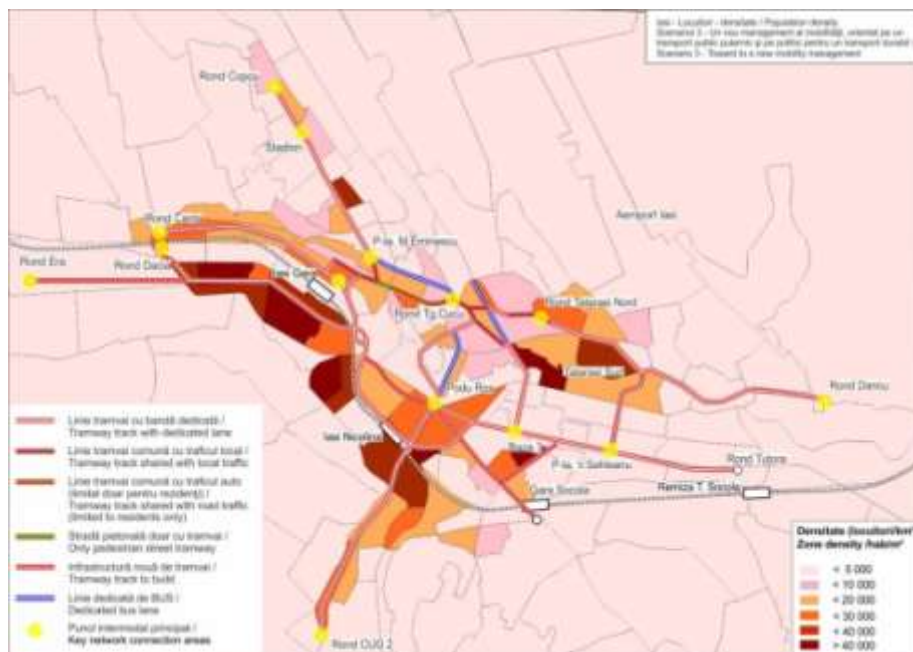 Iasi - Location - densitate / Population density
Scenariul 3 - Un nou management al mobilității, orientat pe un
transport public puternic și pe politici pentru un transport durabil
Scenario 3 - Toward to a new mobility management
Rond Copou
Stadion
Aeroport Iasi
Rond Canta
P-ta. M.Eminescu
Rond Era
Rond Dacia
Iasi Gara
Rond Tatarasi Nord
Rond Tg.Cucu
Tatarasi Sud
Podu Ros
Rond Dancu
Iasi Nicolina
Baza 3
P-ta. V.Sahleanu
Rond Tutora
Gara Socola
Remiza T. Socola
Rond CUG 2
Linie tramvai cu bandă dedicată /
Tramway track with dedicated lane
Linie tramvai comună cu traficul local /
Tramway track shared with local traffic
Linie tramvai comună cu traficul auto
(limitat doar pentru rezidenți) /
Tramway track shared with road traffic
(limited to residents only)
Stradă pietonală doar cu tramvai /
Only pedestrian street tramway
Infrastructură nouă de tramvai /
Tramway track to build
Linie dedicată de BUS /
Dedicated bus lane
Punct intermodal principal /
Key network connection areas
Densitate (locuitori/km²)
Zone density /hab/m²
< 5 000
< 10 000
< 20 000
< 30 000
< 40 000
> 40 000